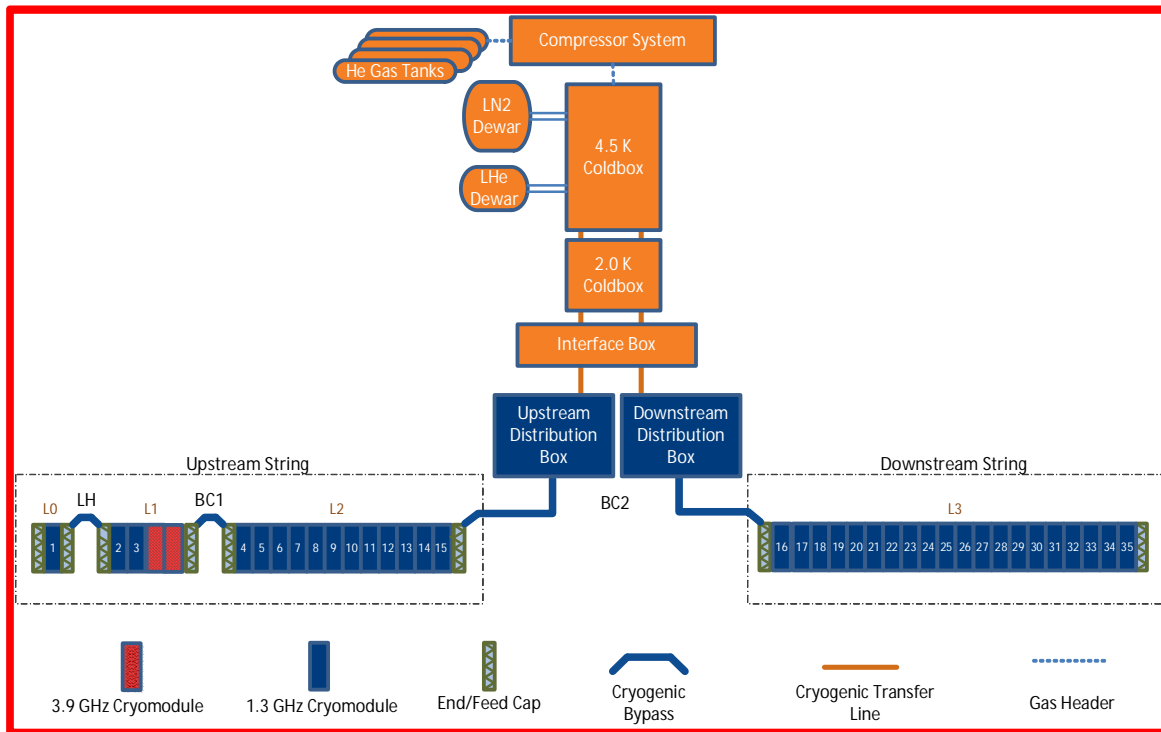 Compressor System
He Gas Tanks
LN2
Dewar
4.5 K
Coldbox
LHe
Dewar
2.0 K
Coldbox
Interface Box
Upstream
Distribution
Box
Downstream
Distribution
Box
Upstream String
Downstream String
L0
LH
L1
BC1
L2
BC2
L3
1
2 3
4 5 6 7 8 9 10 11 12 13 14 15
16 17 18 19 20 21 22 23 24 25 26 27 28 29 30 31 32 33 34 35
3.9 GHz Cryomodule
1.3 GHz Cryomodule
End/Feed Cap
Cryogenic
Bypass
Cryogenic Transfer
Line
Gas Header